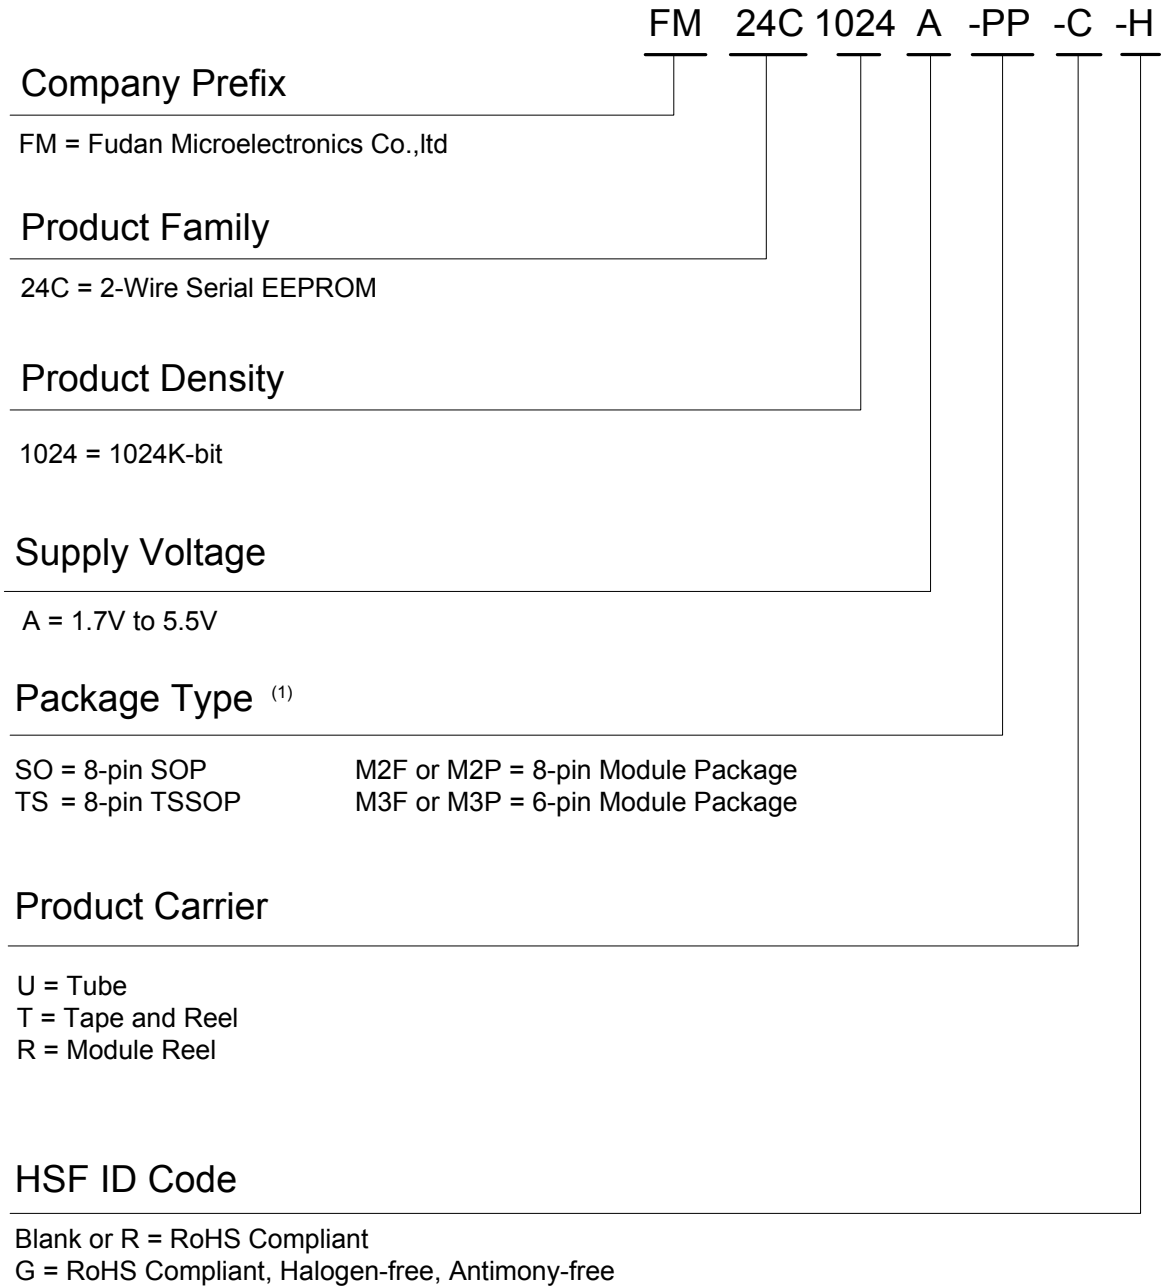 FM 24C 1024 A -PP -C -H
Company Prefix
FM = Fudan Microelectronics Co.,ltd
Product Family
24C = 2-Wire Serial EEPROM
Product Density
1024 = 1024K-bit
Supply Voltage
A = 1.7V to 5.5V
Package Type (1)
SO = 8-pin SOP M2F or M2P = 8-pin Module Package
TS = 8-pin TSSOP M3F or M3P = 6-pin Module Package
Product Carrier
U = Tube
T = Tape and Reel
R = Module Reel
HSF ID Code
Blank or R = RoHS Compliant
G = RoHS Compliant, Halogen-free, Antimony-free